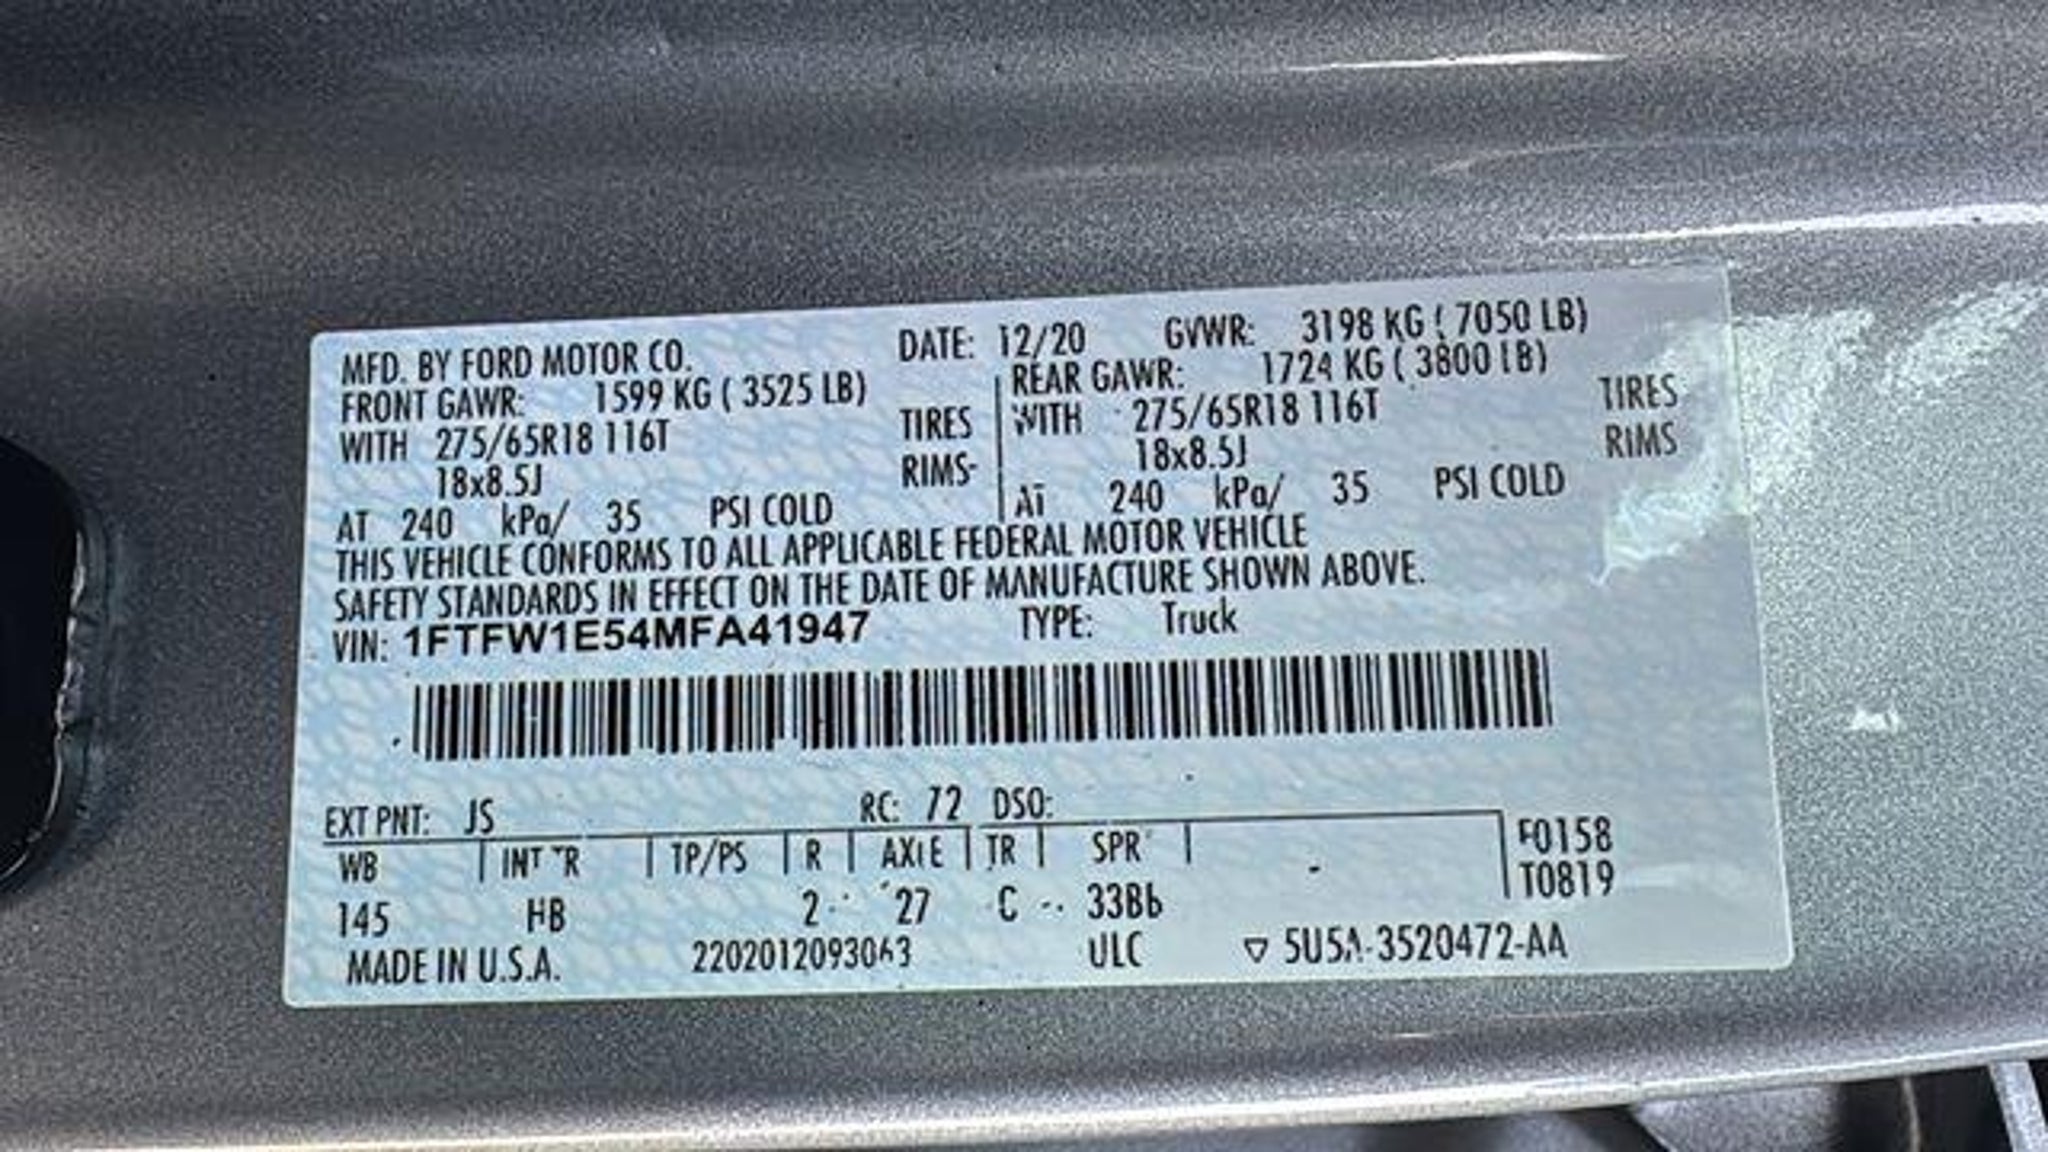 MFD. BY FORD MOTOR CO. DATE: 12/20 GVWR: 3198 KG ( 7050 LB)
FRONT GAWR: 1599 KG ( 3525 LB) REAR GAWR: 1724 KG ( 3800 LB)
WITH 275/65R18 116T TIRES WITH 275/65R18 116T TIRES
18x8.5J RIMS 18x8.5J RIMS
AT 240 kPa/ 35 PSI COLD AT 240 kPa/ 35 PSI COLD
THIS VEHICLE CONFORMS TO ALL APPLICABLE FEDERAL MOTOR VEHICLE
SAFETY STANDARDS IN EFFECT ON THE DATE OF MANUFACTURE SHOWN ABOVE.
VIN: 1FTFW1E54MFA41947 TYPE: Truck
EXT PNT: JS RC: 72 DSO:
WB INT TR TP/PS R AXLE TR SPR F0158
T0819
145 HB 2 27 C 33B6
MADE IN U.S.A. ULC ▽ 5U5A-3520472-AA